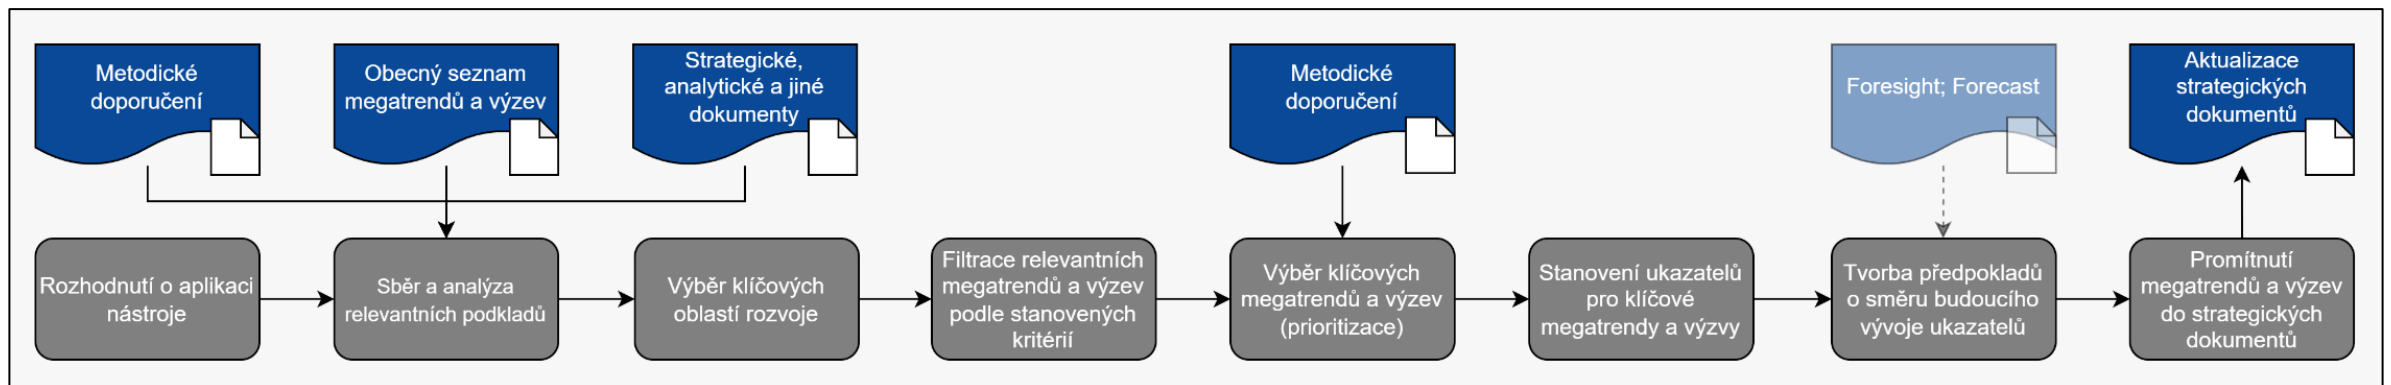 Metodické
doporučení
Obecný seznam
megatrendů a výzev
Strategické,
analytické a jiné
dokumenty
Metodické
doporučení
Foresight; Forecast
Aktualizace
strategických
dokumentů
Rozhodnutí o aplikaci
nástroje
Sběr a analýza
relevantních podkladů
Výběr klíčových
oblastí rozvoje
Filtrace relevantních
megatrendů a výzev
podle stanovených
kritérií
Výběr klíčových
megatrendů a výzev
(prioritizace)
Stanovení ukazatelů
pro klíčové
megatrendy a výzvy
Tvorba předpokladů
o směru budoucího
vývoje ukazatelů
Promítnutí
megatrendů a výzev
do strategických
dokumentů